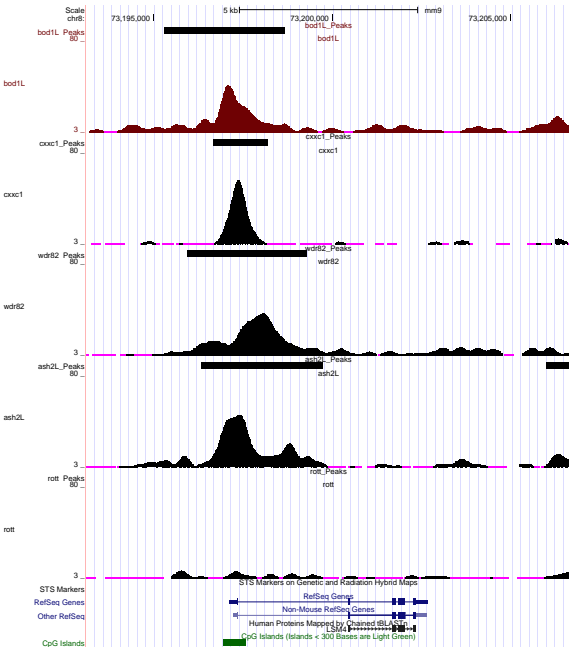 Scale 5 kb mm9
chr8: 73,195,000 73,200,000 73,205,000
bod1L_Peaks
bod1L_Peaks
80 bod1L
bod1L
3
cxxc1_Peaks
cxxc1_Peaks
80 cxxc1
cxxc1
3
wdr82_Peaks
wdr82_Peaks
80 wdr82
wdr82
3
ash2L_Peaks
ash2L_Peaks
80 ash2L
ash2L
3
rott_Peaks
rott_Peaks
80 rott
rott
3
STS Markers on Genetic and Radiation Hybrid Maps
STS Markers
RefSeq Genes
RefSeq Genes
Non-Mouse RefSeq Genes
Other RefSeq
Human Proteins Mapped by Chained tBLASTn
LSM4
CpG Islands (Islands < 300 Bases are Light Green)
CpG Islands